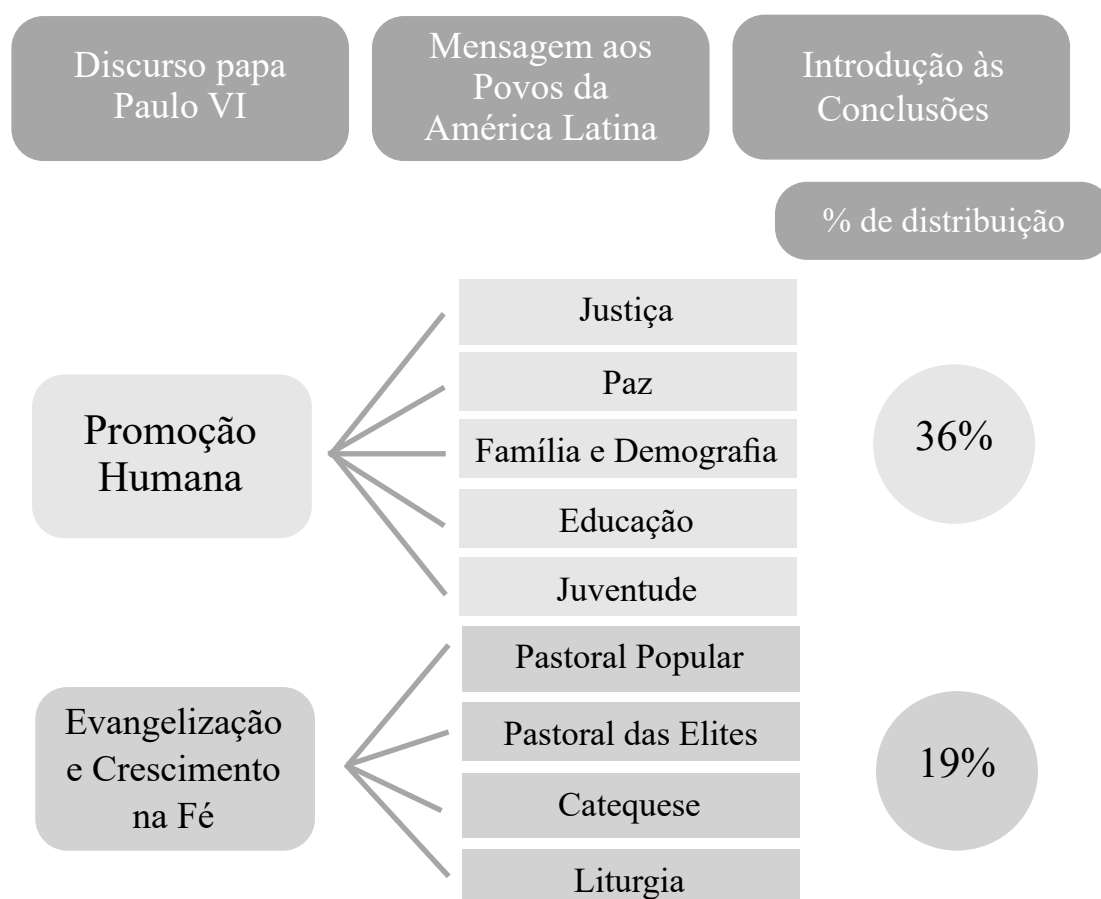 Discurso papa
Paulo VI
Mensagem aos
Povos da
América Latina
Introdução às
Conclusões
% de distribuição
Promoção
Humana
Justiça
Paz
Família e Demografia
Educação
Juventude
36%
Evangelização
e Crescimento
na Fé
Pastoral Popular
Pastoral das Elites
Catequese
Liturgia
19%